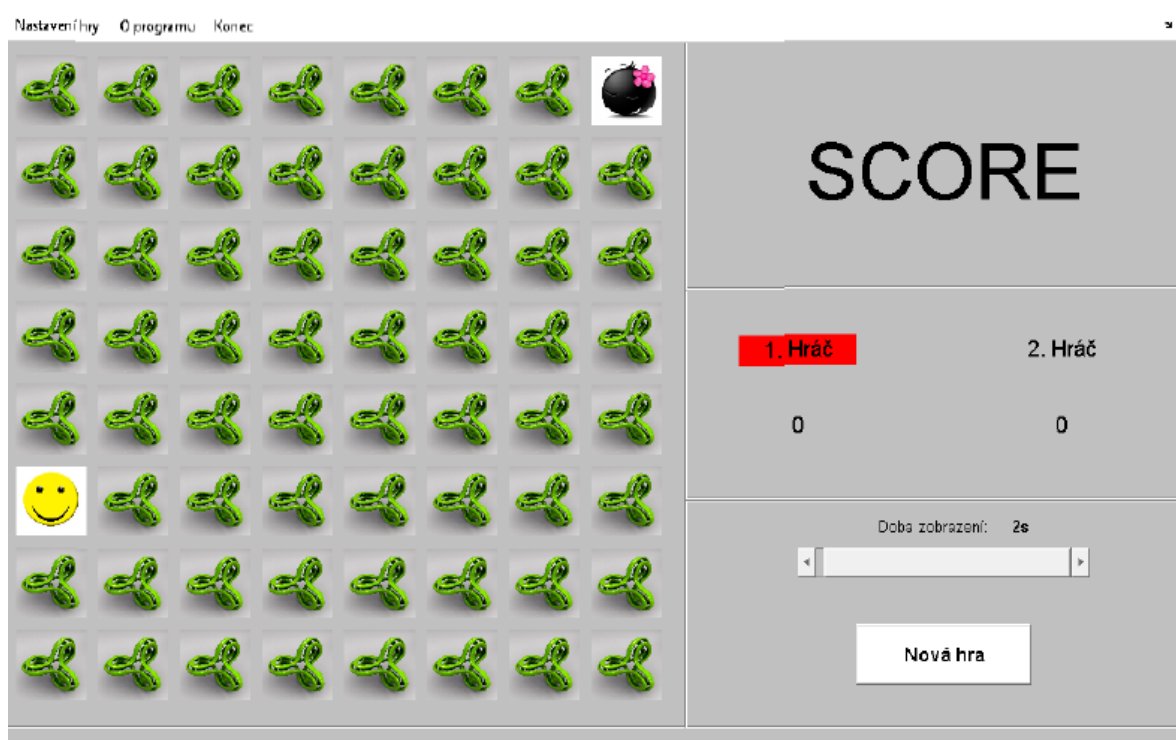 Nastavení hry O programu Konec
SCORE
1. Hráč 2. Hráč
0 0
Doba zobrazení: 2s
Nová hra